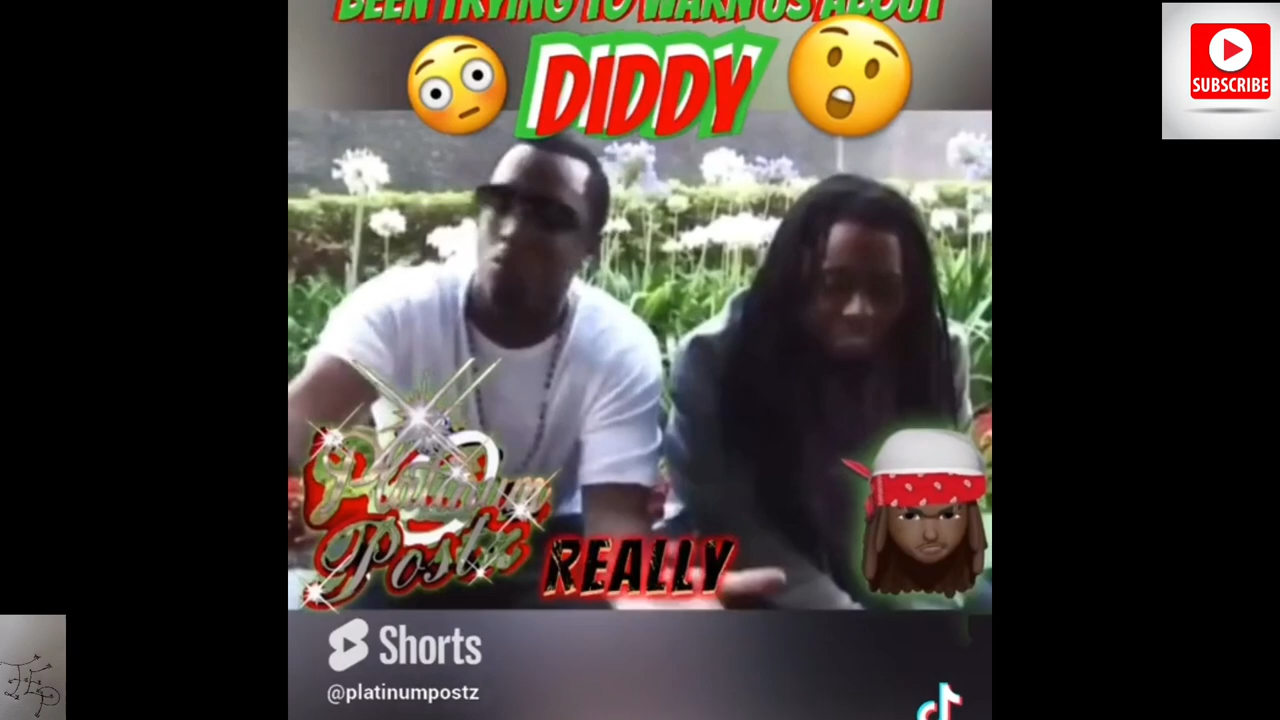 BEEN TRYING TO WARN US ABOUT
DIDDY
SUBSCRIBE
Platinum
Postz
REALLY
Shorts
@platinumpostz